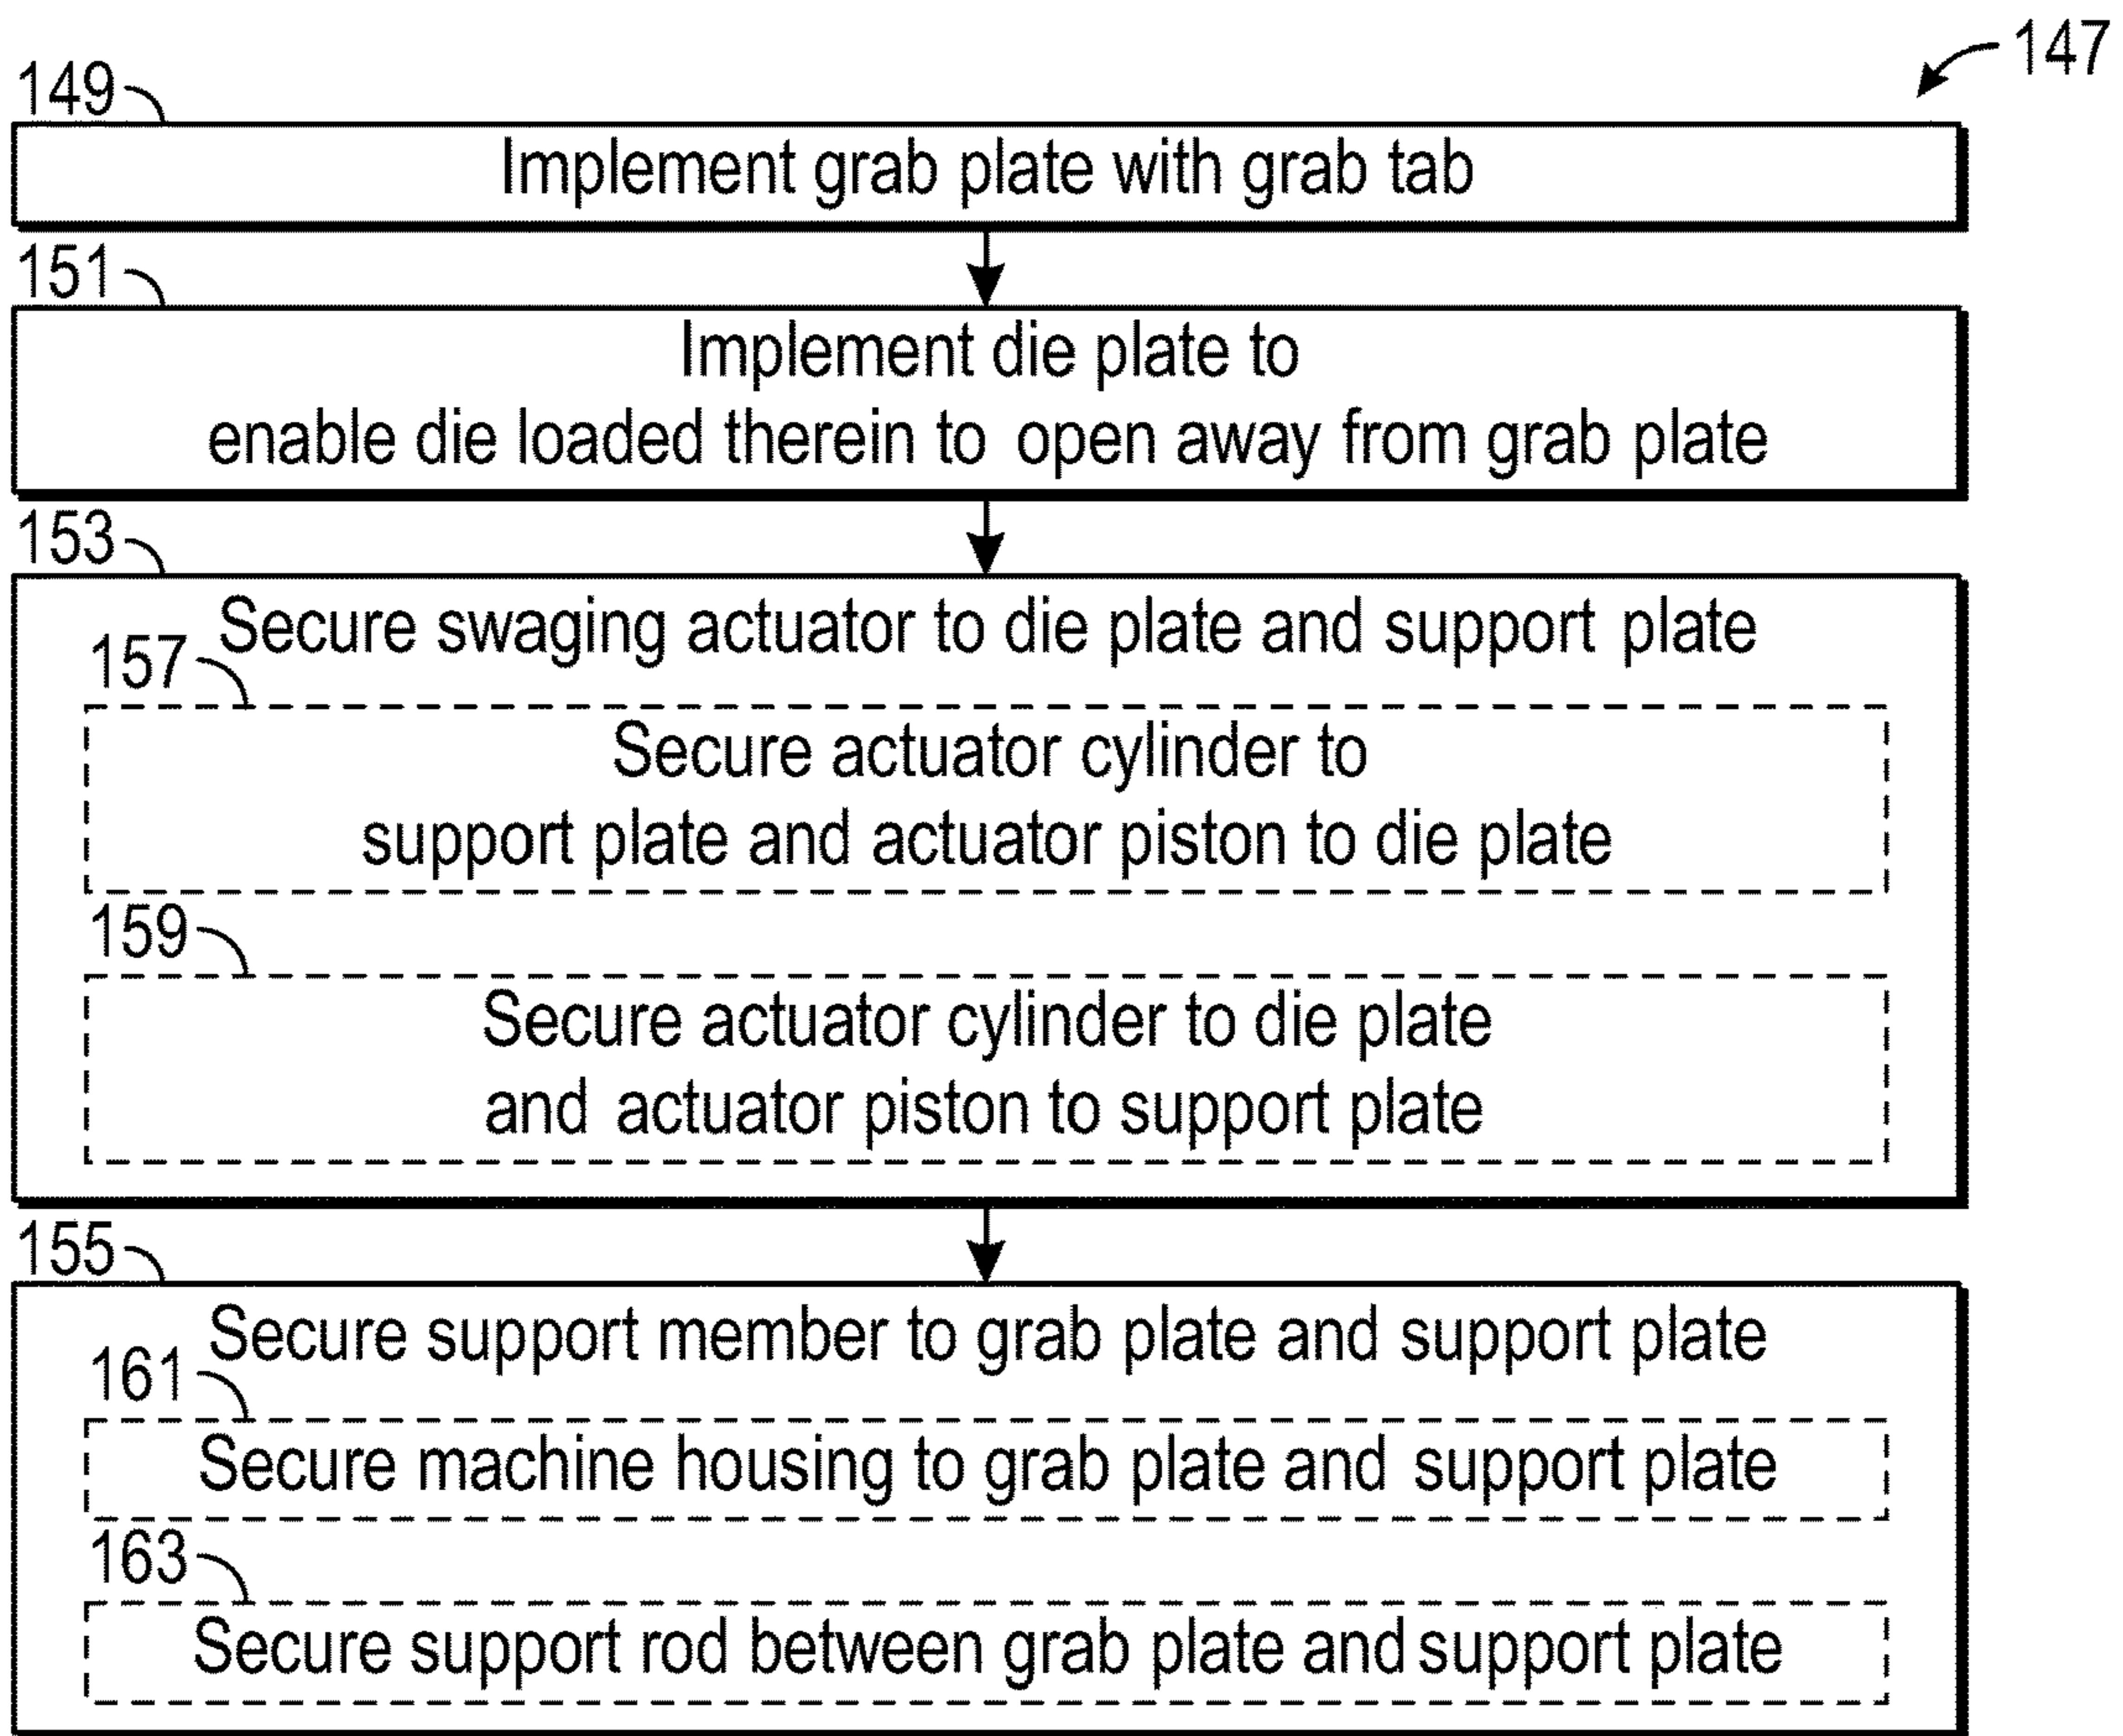 147
149
Implement grab plate with grab tab
151
Implement die plate to
enable die loaded therein to open away from grab plate
153
Secure swaging actuator to die plate and support plate
157
Secure actuator cylinder to
support plate and actuator piston to die plate
159
Secure actuator cylinder to die plate
and actuator piston to support plate
155
Secure support member to grab plate and support plate
161
Secure machine housing to grab plate and support plate
163
Secure support rod between grab plate and support plate